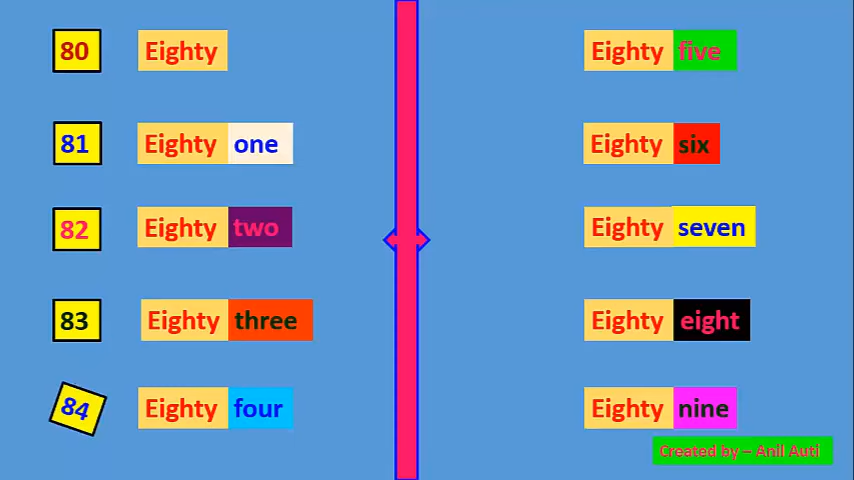 80 Eighty
81 Eighty one
82 Eighty two
83 Eighty three
84 Eighty four
Eighty five
Eighty six
Eighty seven
Eighty eight
Eighty nine
Created by – Anil Auti